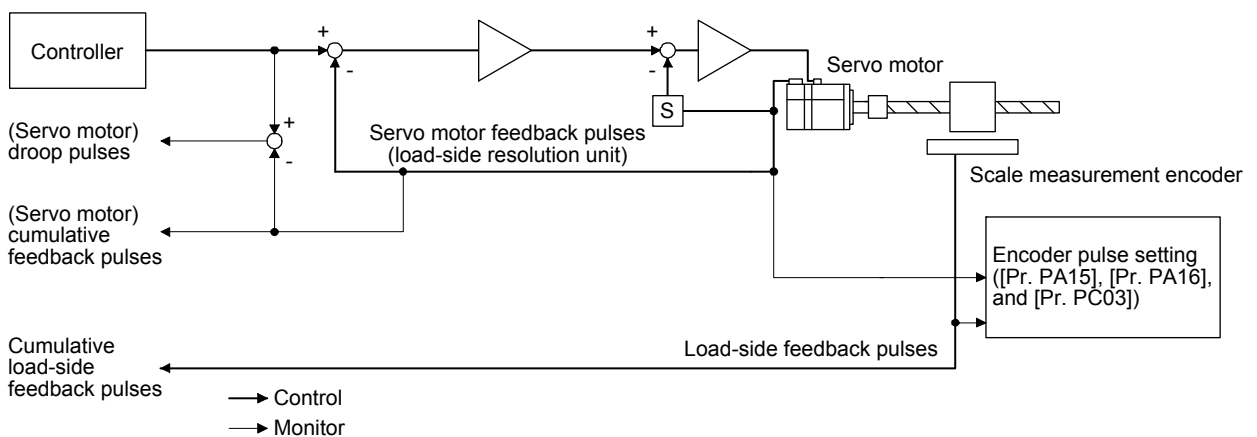 Controller
+
-
+
-
S
Servo motor
(Servo motor)
droop pulses
+
-
Servo motor feedback pulses
(load-side resolution unit)
Scale measurement encoder
(Servo motor)
cumulative
feedback pulses
Encoder pulse setting
([Pr. PA15], [Pr. PA16],
and [Pr. PC03])
Cumulative
load-side
feedback pulses
Load-side feedback pulses
Control
Monitor